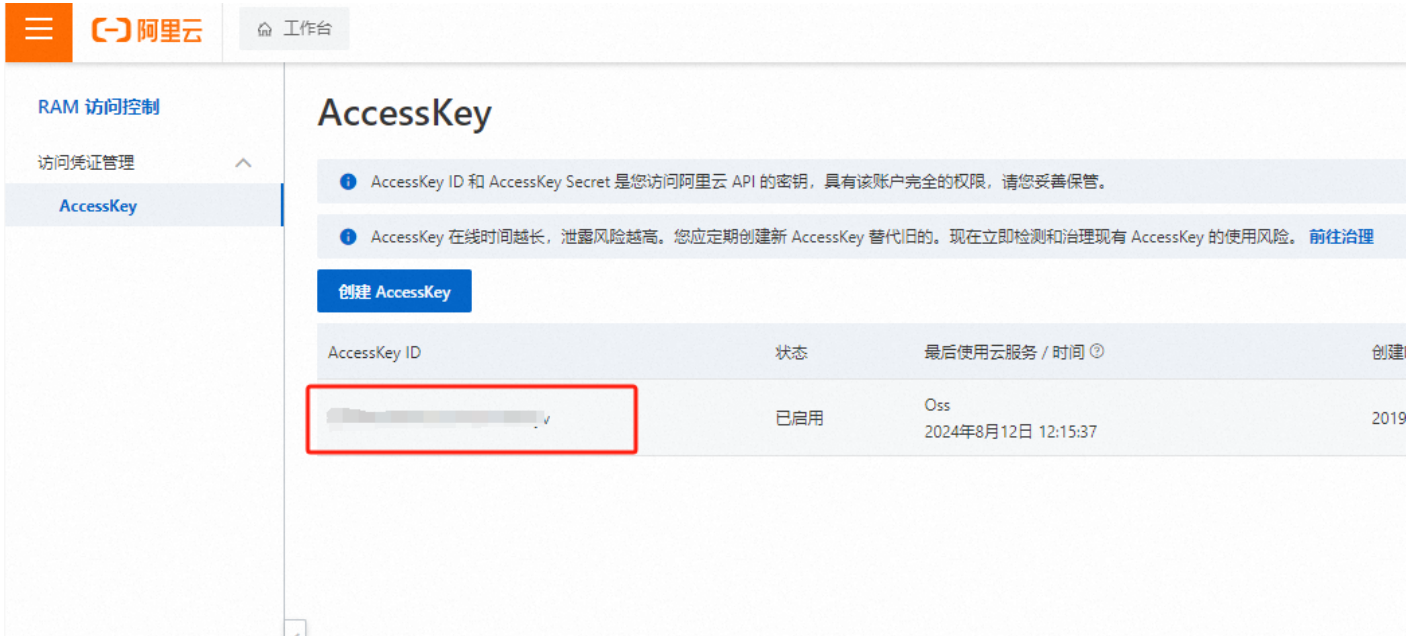 阿里云
工作台
RAM 访问控制
访问凭证管理
AccessKey
AccessKey
AccessKey ID 和 AccessKey Secret 是您访问阿里云 API 的密钥，具有该账户完全的权限，请您妥善保管。
AccessKey 在线时间越长，泄露风险越高。您应定期创建新 AccessKey 替代旧的。现在立即检测和治理现有 AccessKey 的使用风险。 前往治理
创建 AccessKey
AccessKey ID 状态 最后使用云服务 / 时间 创建
已启用
Oss
2024年8月12日 12:15:37
2019